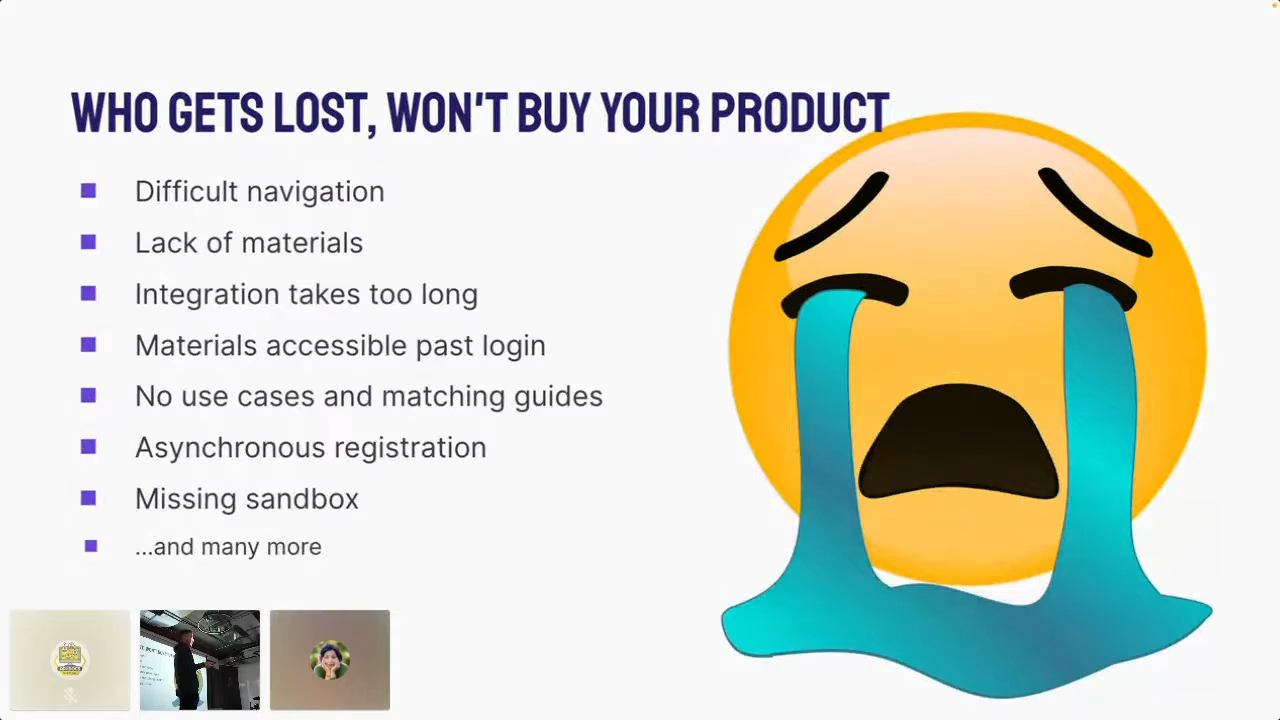 WHO GETS LOST, WON'T BUY YOUR PRODUCT
Difficult navigation
Lack of materials
Integration takes too long
Materials accessible past login
No use cases and matching guides
Asynchronous registration
Missing sandbox
...and many more